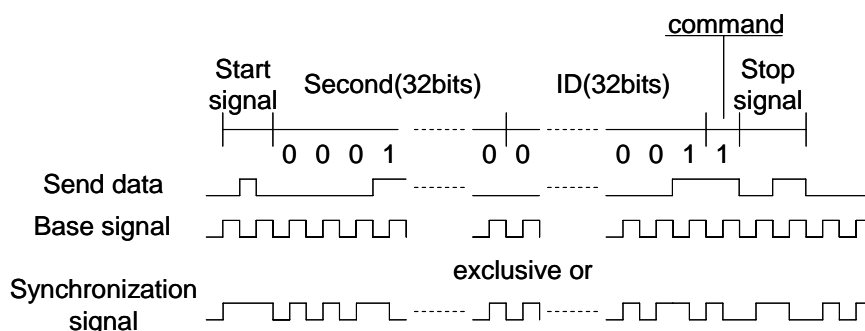 command
Start
signal
Second(32bits)
ID(32bits)
Stop
signal
0 0 0 1 0 0 0 0 1 1
Send data
Base signal
exclusive or
Synchronization
signal